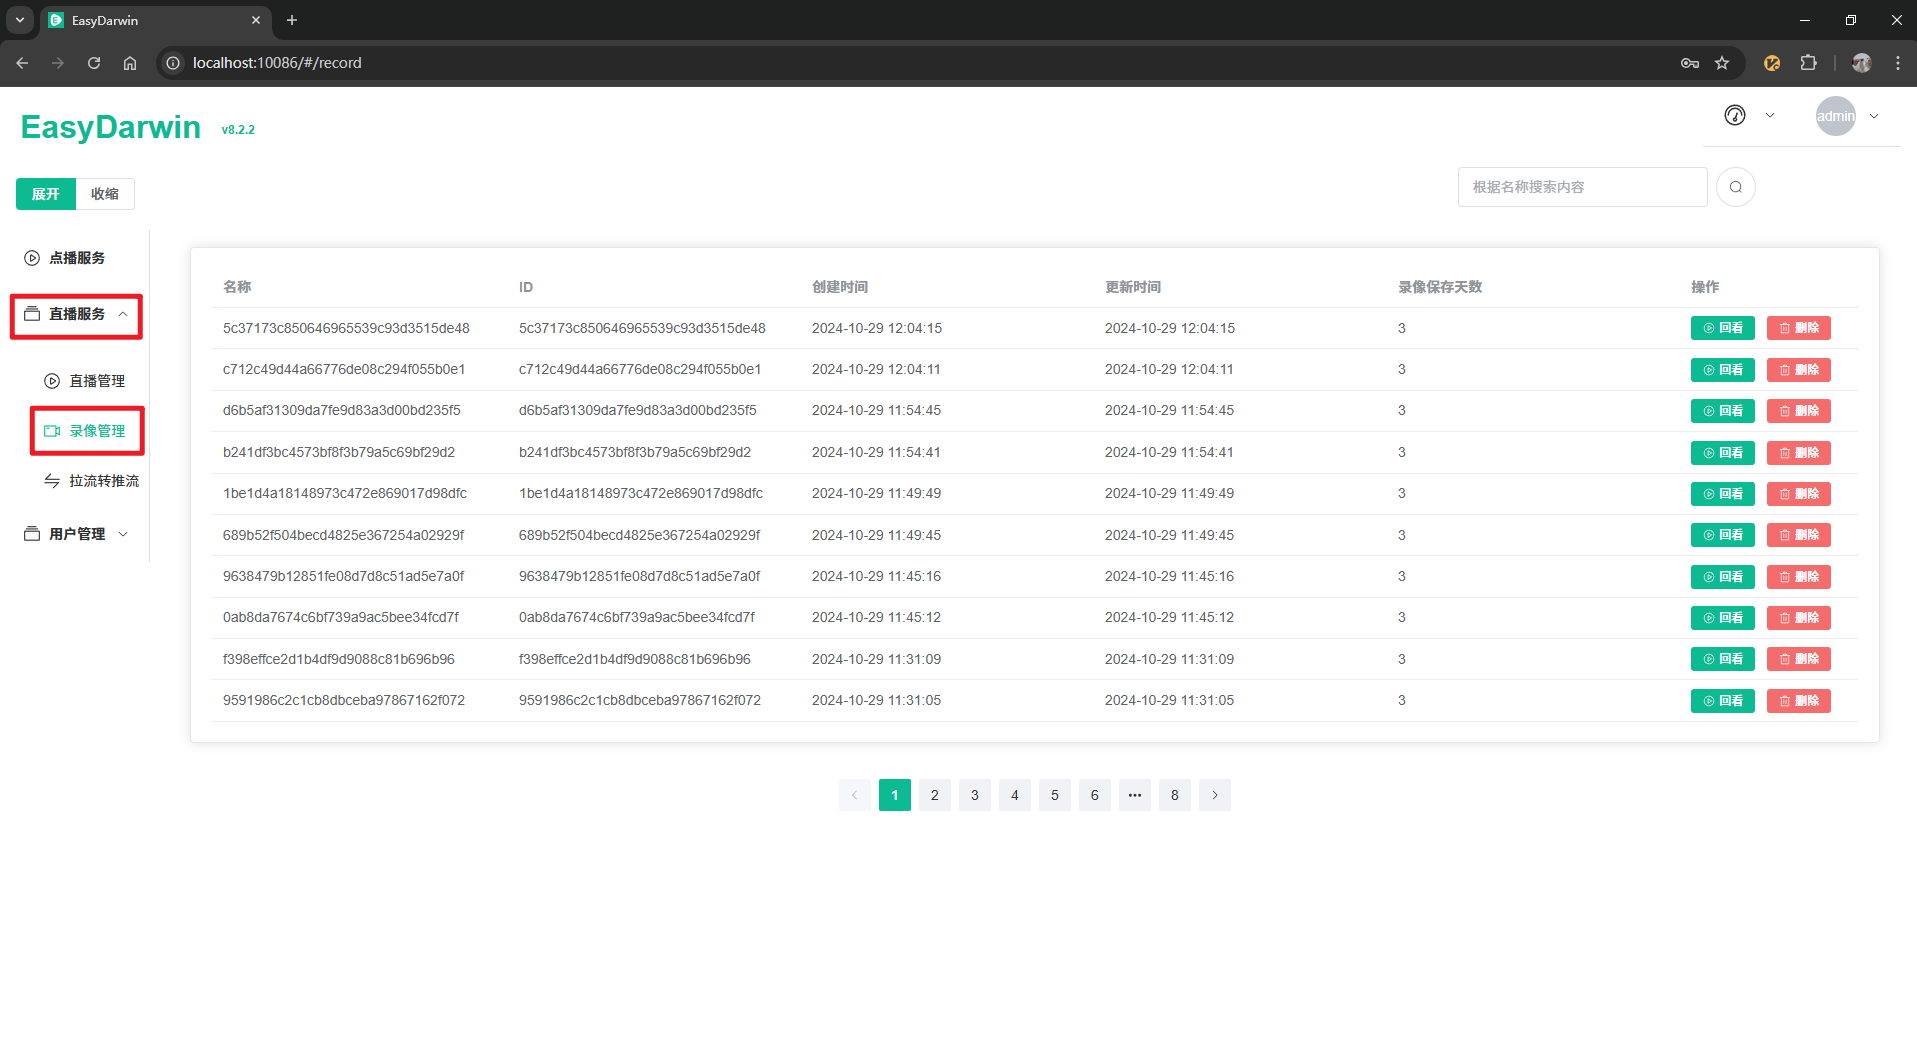 EasyDarwin
localhost:10086/#/record
EasyDarwin v8.2.2
admin
展开 收缩
根据名称搜索内容
点播服务
直播服务
直播管理
录像管理
拉流转推流
用户管理
名称 ID 创建时间 更新时间 录像保存天数 操作
5c37173c850646965539c93d3515de48 5c37173c850646965539c93d3515de48 2024-10-29 12:04:15 2024-10-29 12:04:15 3 回看 删除
c712c49d44a66776de08c294f055b0e1 c712c49d44a66776de08c294f055b0e1 2024-10-29 12:04:11 2024-10-29 12:04:11 3 回看 删除
d6b5af31309da7fe9d83a3d00bd235f5 d6b5af31309da7fe9d83a3d00bd235f5 2024-10-29 11:54:45 2024-10-29 11:54:45 3 回看 删除
b241df3bc4573bf8f3b79a5c69bf29d2 b241df3bc4573bf8f3b79a5c69bf29d2 2024-10-29 11:54:41 2024-10-29 11:54:41 3 回看 删除
1be1d4a18148973c472e869017d98dfc 1be1d4a18148973c472e869017d98dfc 2024-10-29 11:49:49 2024-10-29 11:49:49 3 回看 删除
689b52f504becd4825e367254a02929f 689b52f504becd4825e367254a02929f 2024-10-29 11:49:45 2024-10-29 11:49:45 3 回看 删除
9638479b12851fe08d7d8c51ad5e7a0f 9638479b12851fe08d7d8c51ad5e7a0f 2024-10-29 11:45:16 2024-10-29 11:45:16 3 回看 删除
0ab8da7674c6bf739a9ac5bee34fcd7f 0ab8da7674c6bf739a9ac5bee34fcd7f 2024-10-29 11:45:12 2024-10-29 11:45:12 3 回看 删除
f398effce2d1b4df9d9088c81b696b96 f398effce2d1b4df9d9088c81b696b96 2024-10-29 11:31:09 2024-10-29 11:31:09 3 回看 删除
9591986c2c1cb8dbceba97867162f072 9591986c2c1cb8dbceba97867162f072 2024-10-29 11:31:05 2024-10-29 11:31:05 3 回看 删除
1 2 3 4 5 6 ••• 8